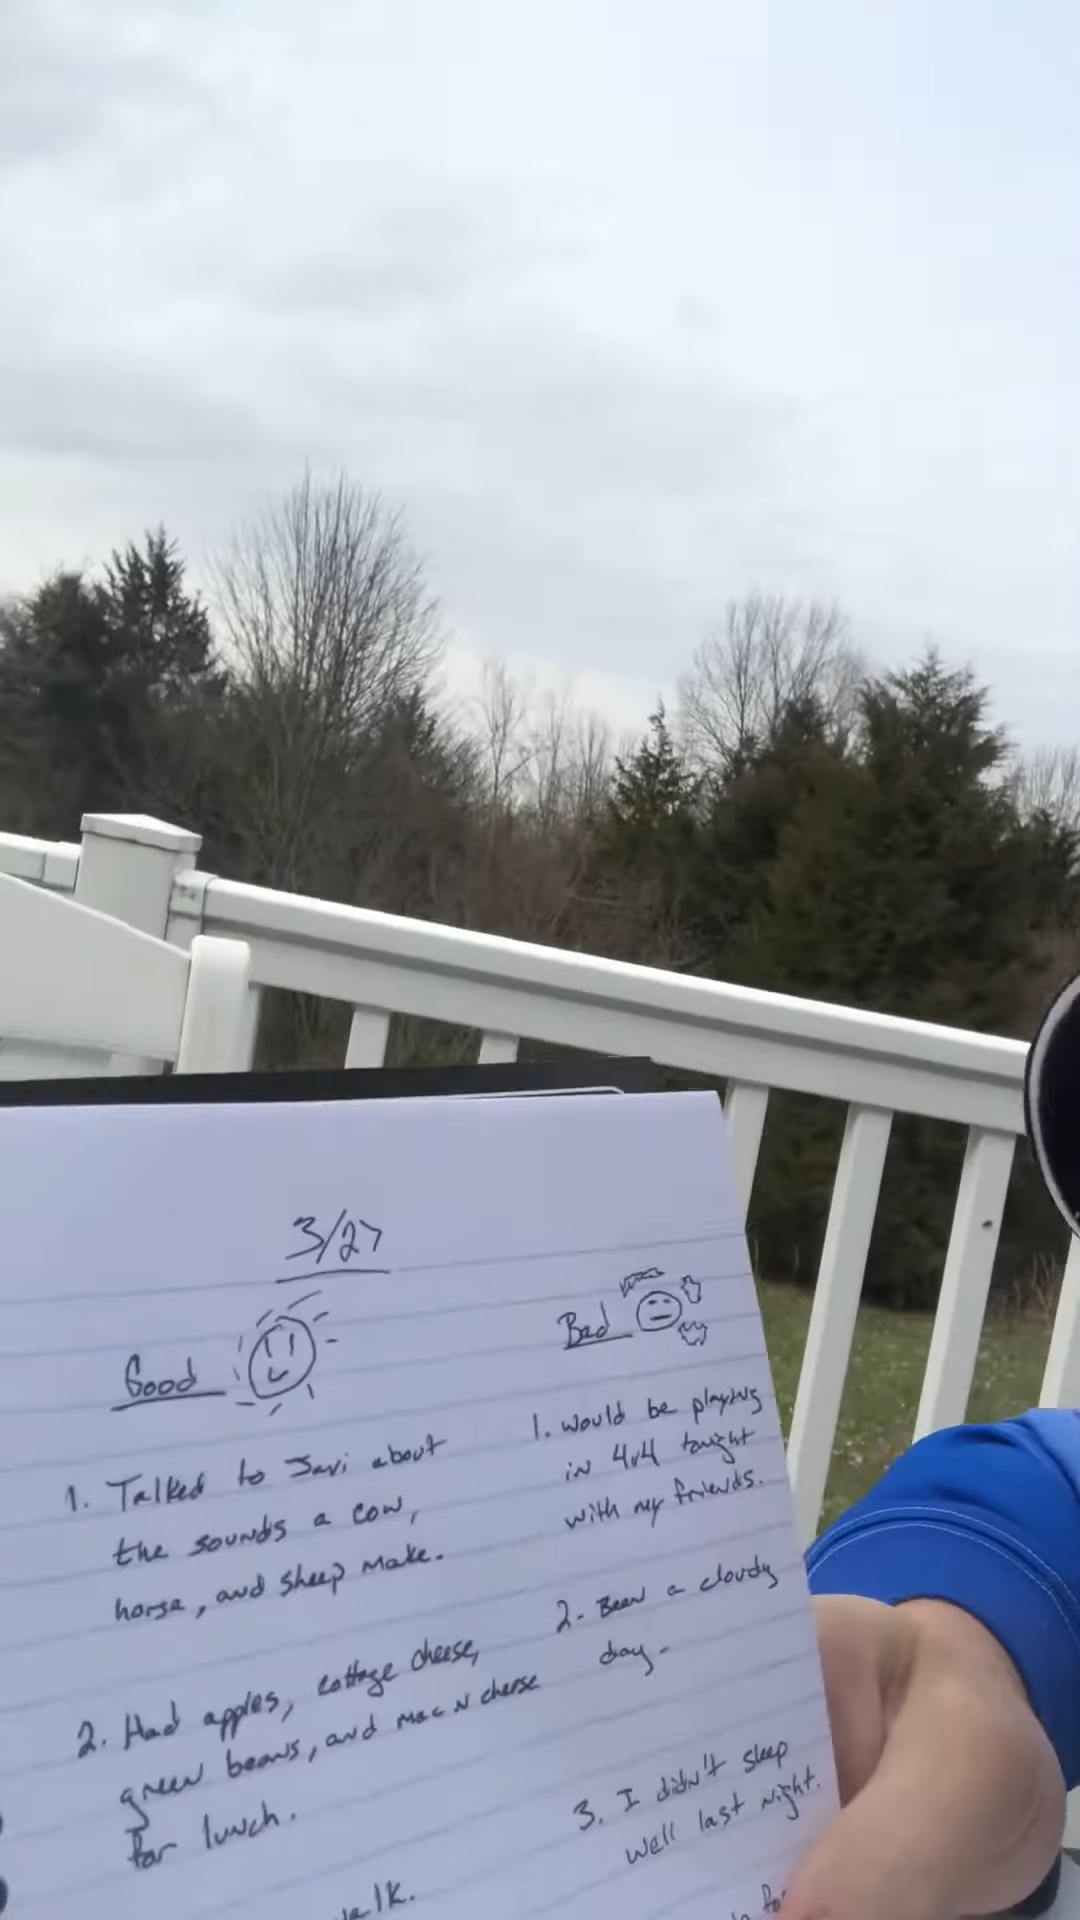 3/27
Good
1. Talked to Javi about
the sounds a cow,
horse, and sheep make.
2. Had apples, cottage cheese,
green beans, and mac N cheese
for lunch.
walk.
Bad
1. would be playing
in 4v4 tonight
with my friends.
2- Been a cloudy
day-
3. I didn't sleep
well last night.